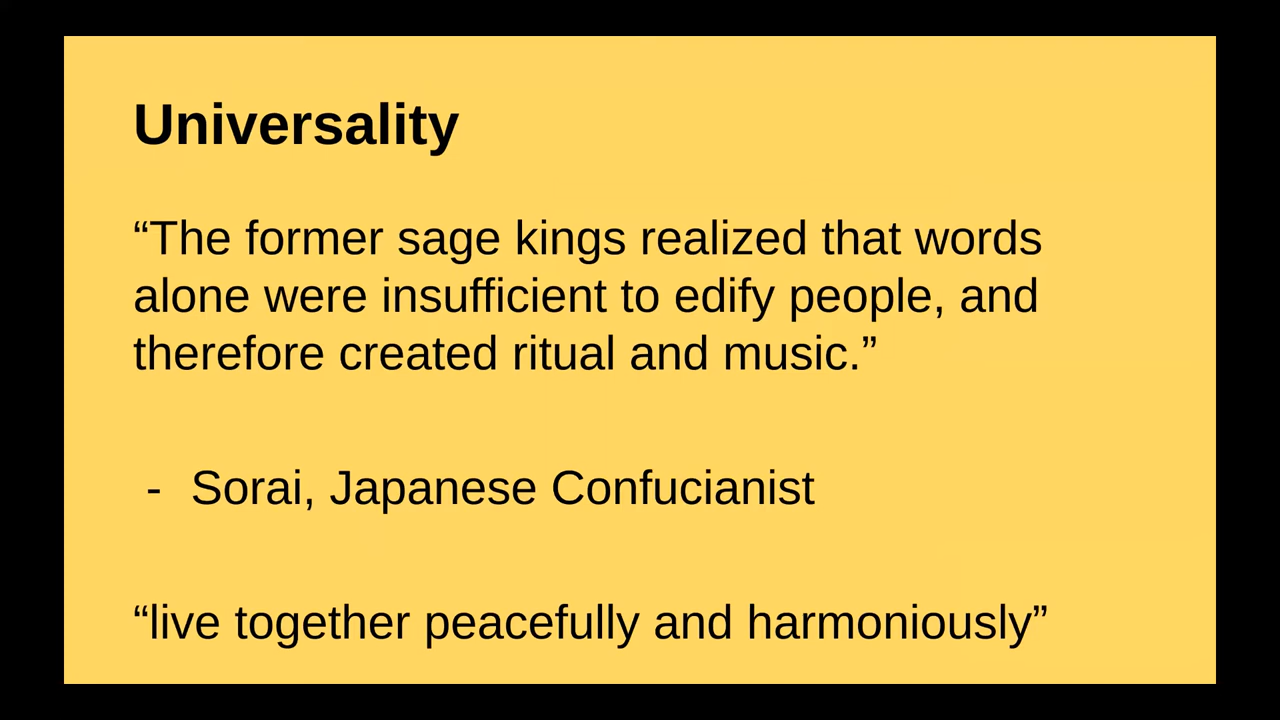 Universality
“The former sage kings realized that words
alone were insufficient to edify people, and
therefore created ritual and music.”
- Sorai, Japanese Confucianist
“live together peacefully and harmoniously”